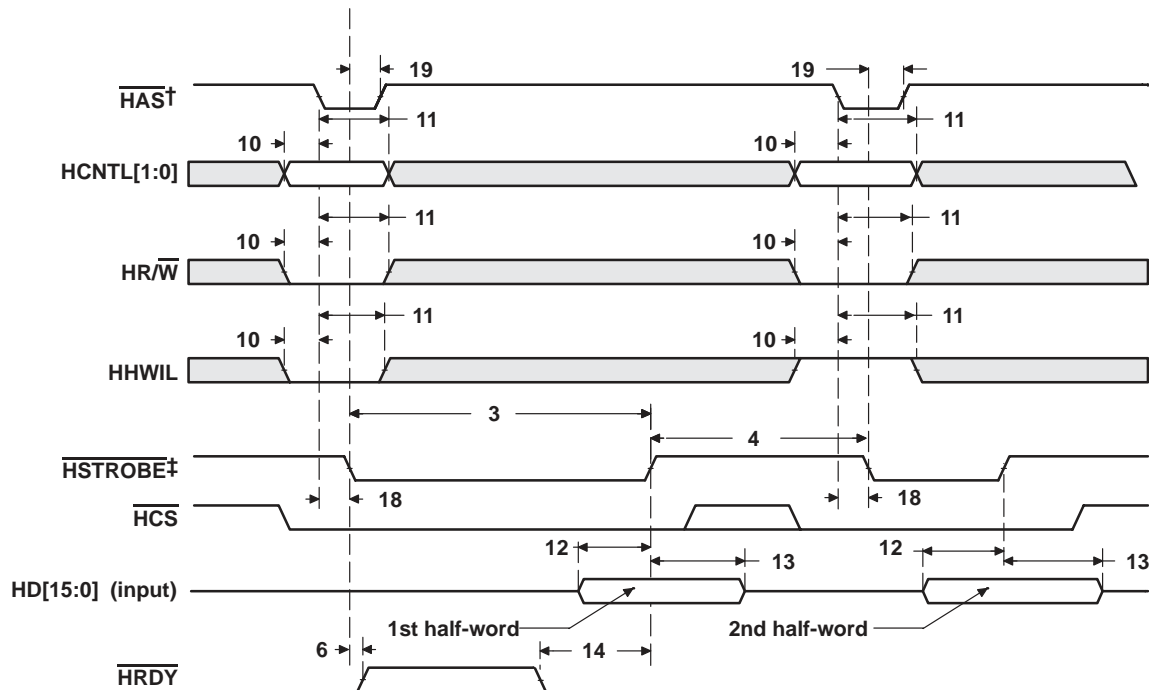 19 19
HAS†
11 11
10 10
HCNTL[1:0]
11 11
10 10
HR/W
11 11
10 10
HHWIL
3
4
HSTROBE‡
18 18
HCS
12 12
13 13
HD[15:0] (input)
1st half-word 2nd half-word
6 14
HRDY